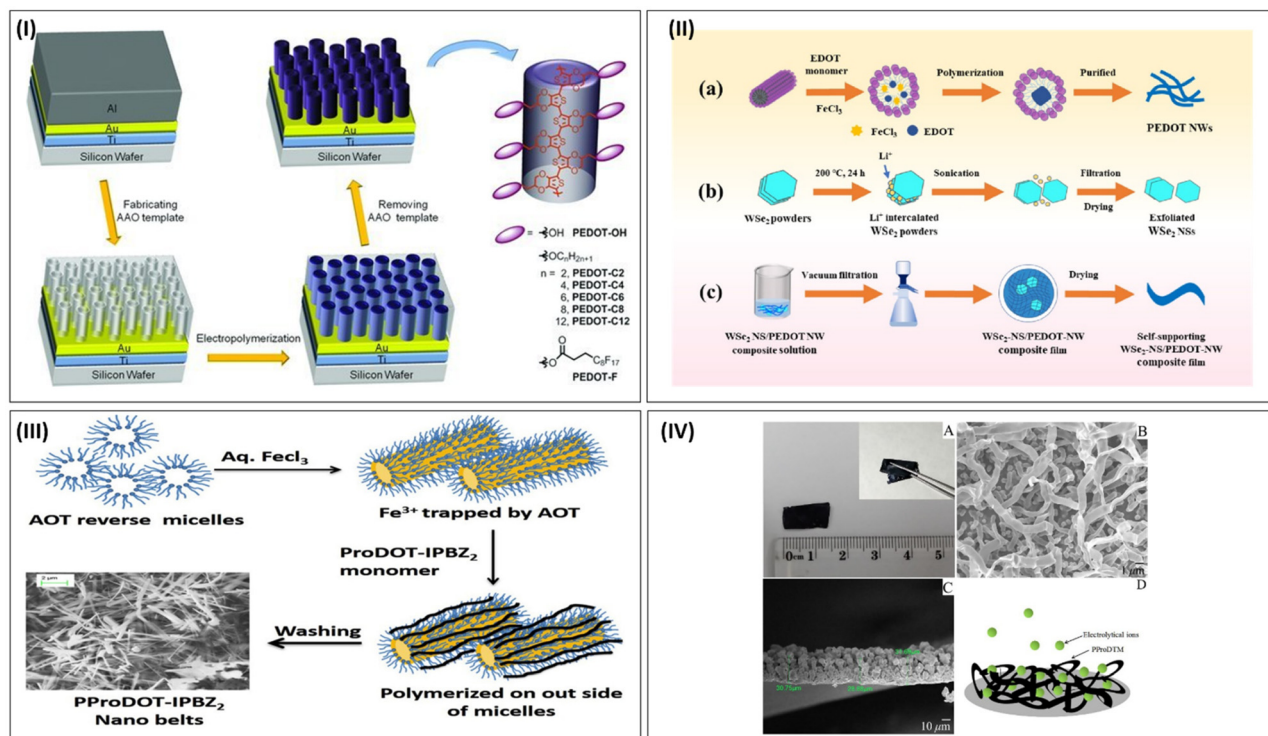 (I)
Al
Au
Ti
Silicon Wafer
Fabricating
AAO template
Au
Ti
Silicon Wafer
Electropolymerization
Au
Ti
Silicon Wafer
Removing
AAO template
Au
Ti
Silicon Wafer
= OH PEDOT-OH
OCₙH₂ₙ₊₁
n = 2, PEDOT-C2
4, PEDOT-C4
6, PEDOT-C6
8, PEDOT-C8
12, PEDOT-C12
O
O C₈F₁₇
PEDOT-F
(II)
(a)
EDOT
monomer
FeCl₃
Polymerization
Purified
FeCl₃ EDOT
PEDOT NWs
(b)
WSe₂ powders
200 °C, 24 h
Li⁺
Li⁺ intercalated
WSe₂ powders
Sonication
Filtration
Drying
Exfoliated
WSe₂ NSs
(c)
WSe₂ NS/PEDOT NW
composite solution
Vacuum filtration
WSe₂-NS/PEDOT-NW
composite film
Drying
Self-supporting
WSe₂-NS/PEDOT-NW
composite film
(III)
AOT reverse micelles
Aq. Fecl₃
Fe³⁺ trapped by AOT
ProDOT-IPBZ₂
monomer
Polymerized on out side
of micelles
Washing
2 µm
PProDOT-IPBZ₂
Nano belts
(IV)
A
0cm 1 2 3 4 5
B
1 µm
C
20.75µm
10 µm
D
Electrolytical ions
PProDTM